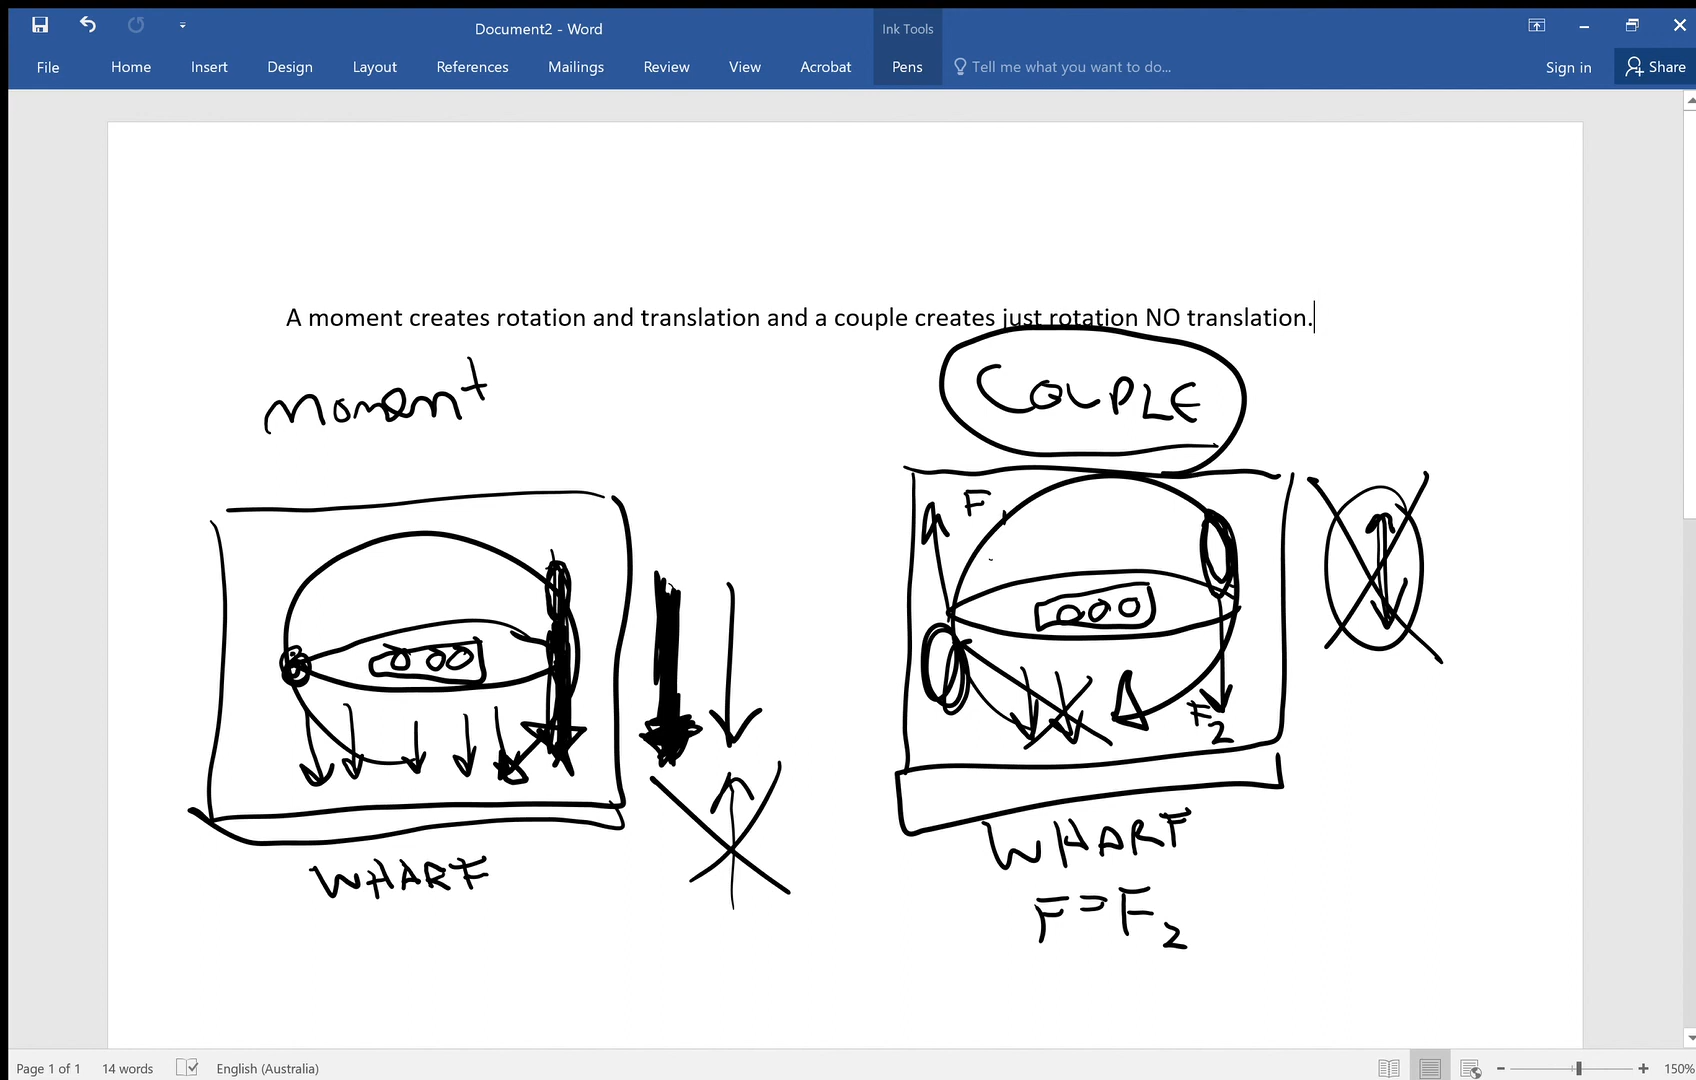 Document2 - Word
Ink Tools
File Home Insert Design Layout References Mailings Review View Acrobat Pens Tell me what you want to do... Sign in Share
A moment creates rotation and translation and a couple creates just rotation NO translation.
moment
COUPLE
F1
F2
WHARF
WHARF
F=F2
Page 1 of 1 14 words English (Australia) 150%